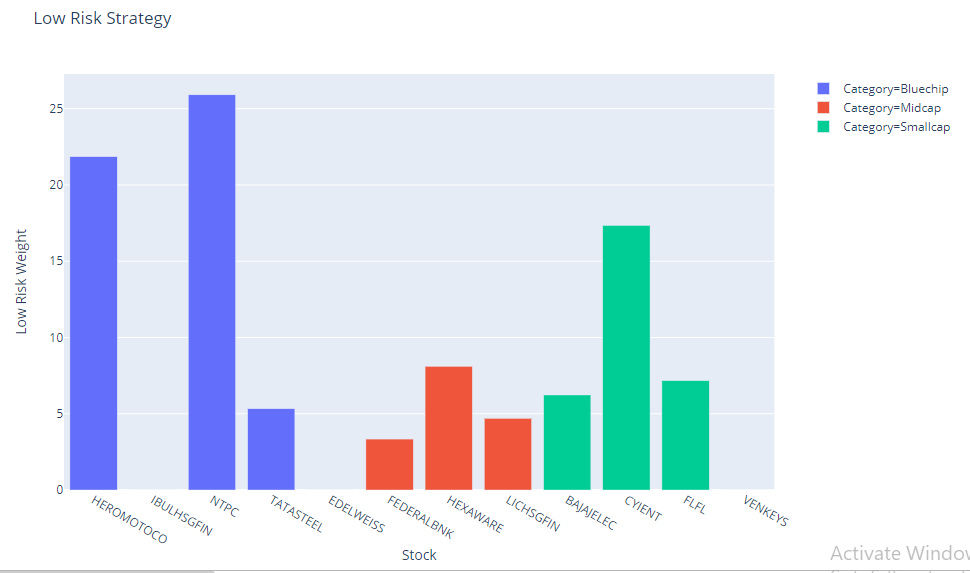 Low Risk Strategy
Category=Bluechip
Category=Midcap
Category=Smallcap
Low Risk Weight
25
20
15
10
5
0
HEROMOTOCO
IBULHSGFIN
NTPC
TATASTEEL
EDELWEISS
FEDERALBNK
HEXAWARE
LICHSGFIN
BAJAJELEC
CYIENT
FLFL
VENKEYS
Stock
Activate Window